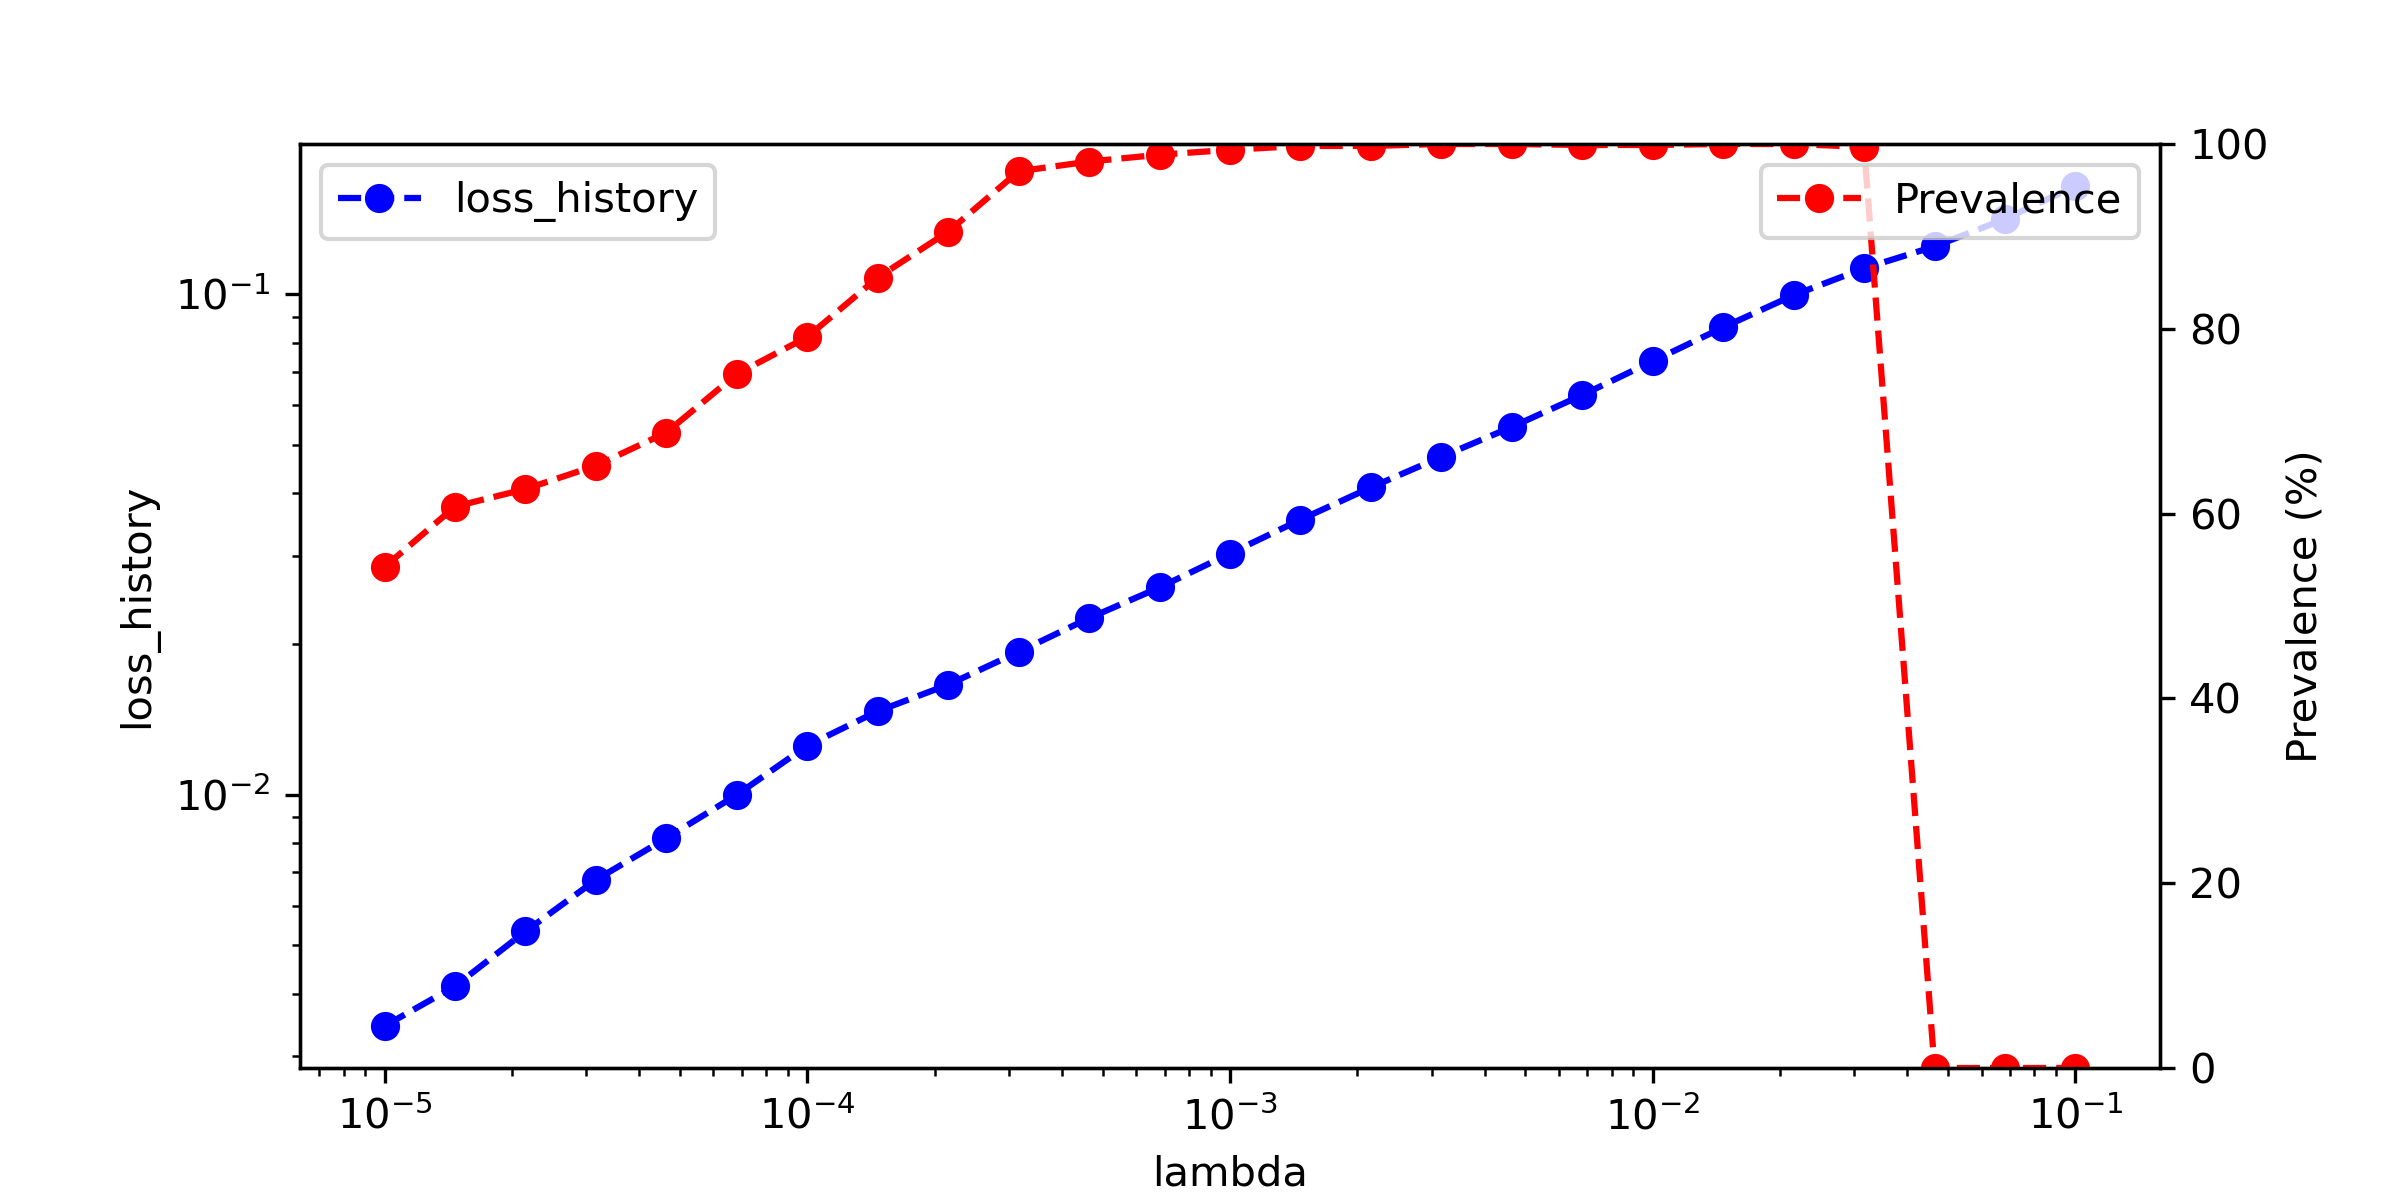 loss_history
Prevalence
10⁻¹
10⁻²
loss_history
100
80
60
40
20
0
Prevalence (%)
10⁻⁵
10⁻⁴
10⁻³
10⁻²
10⁻¹
lambda